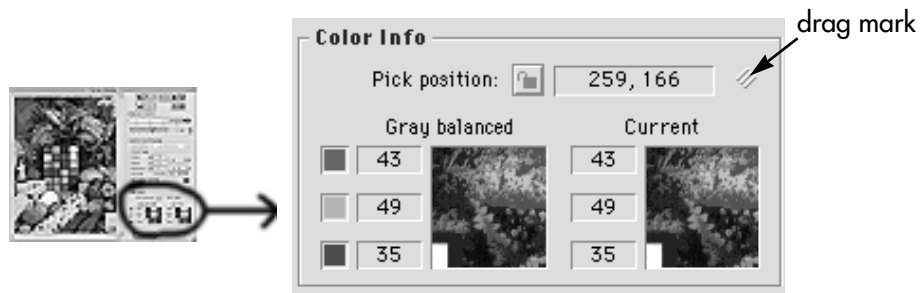 drag mark
Color Info
Pick position: 259, 166
Gray balanced Current
43 43
49 49
35 35